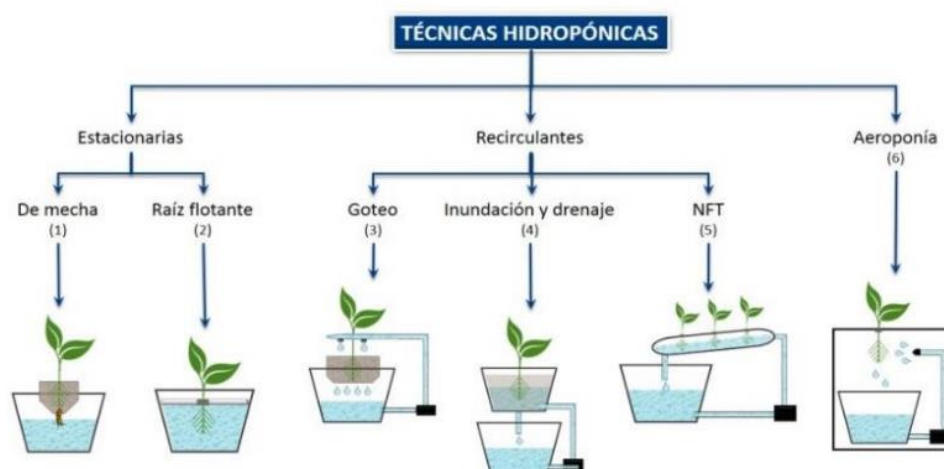 TÉCNICAS HIDROPÓNICAS
Estacionarias
Recirculantes
Aeroponía
(6)
De mecha
(1)
Raíz flotante
(2)
Goteo
(3)
Inundación y drenaje
(4)
NFT
(5)